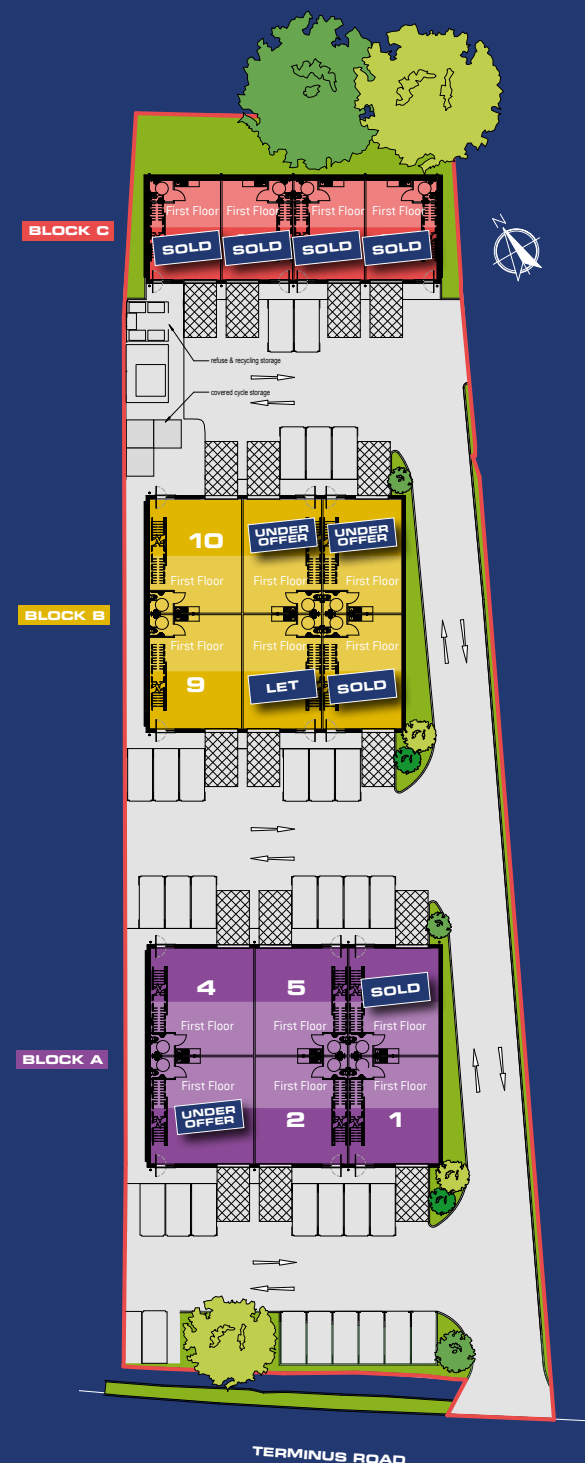 N
First Floor First Floor First Floor First Floor
BLOCK C
SOLD SOLD SOLD SOLD
refuse & recycling storage
covered cycle storage
10
UNDER
OFFER
UNDER
OFFER
First Floor First Floor First Floor
BLOCK B
First Floor First Floor First Floor
9
LET
SOLD
4
5
SOLD
First Floor First Floor First Floor
BLOCK A
First Floor First Floor First Floor
UNDER
OFFER
2
1
TERMINUS ROAD